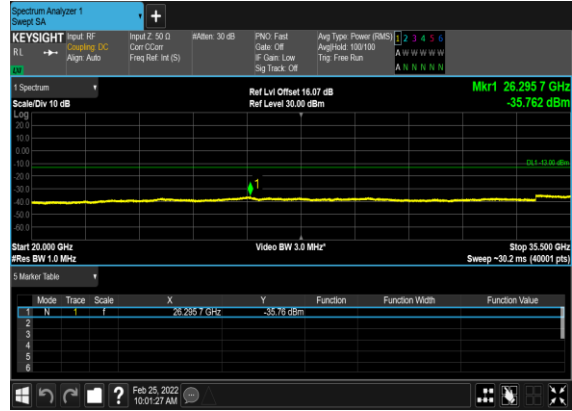 Spectrum Analyzer 1
Swept SA
+
KEYSIGHT Input: RF Input Z: 50 Ω #Atten: 30 dB PNO: Fast Avg Type: Power (RMS) 1 2 3 4 5 6
RL Coupling: DC Corr CCorr Gate: Off Avg|Hold: 100/100 A W W W W W
Align: Auto Freq Ref: Int (S) IF Gain: Low Trig: Free Run
Sig Track: Off A N N N N N
1 Spectrum Ref Lvl Offset 16.07 dB Mkr1 26.295 7 GHz
Scale/Div 10 dB Ref Level 30.00 dBm -35.762 dBm
Log
20.0
10.0
0.00
-10.0 DL1 -13.00 dBm
-20.0
-30.0 1
-40.0
-50.0
-60.0
Start 20.000 GHz Video BW 3.0 MHz* Stop 35.500 GHz
#Res BW 1.0 MHz Sweep ~30.2 ms (40001 pts)
5 Marker Table
Mode Trace Scale X Y Function Function Width Function Value
1 N 1 f 26.295 7 GHz -35.76 dBm
2
3
4
5
6
? Feb 25, 2022
10:01:27 AM